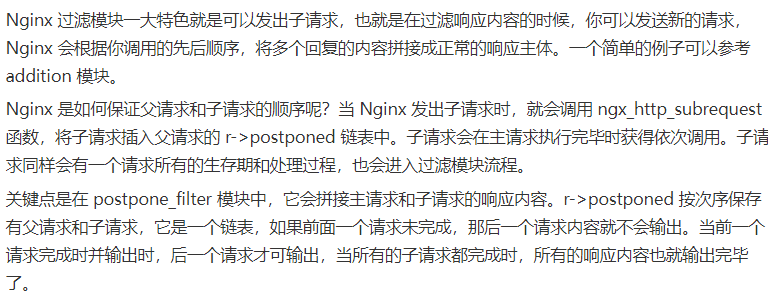 Nginx 过滤模块一大特色就是可以发出子请求，也就是在过滤响应内容的时候，你可以发送新的请求，
Nginx 会根据你调用的先后顺序，将多个回复的内容拼接成正常的响应主体。一个简单的例子可以参考
addition 模块。
Nginx 是如何保证父请求和子请求的顺序呢？当 Nginx 发出子请求时，就会调用 ngx_http_subrequest
函数，将子请求插入父请求的 r->postponed 链表中。子请求会在主请求执行完毕时获得依次调用。子请
求同样会有一个请求所有的生存期和处理过程，也会进入过滤模块流程。
关键点是在 postpone_filter 模块中，它会拼接主请求和子请求的响应内容。r->postponed 按次序保存
有父请求和子请求，它是一个链表，如果前面一个请求未完成，那后一个请求内容就不会输出。当前一个
请求完成时并输出时，后一个请求才可输出，当所有的子请求都完成时，所有的响应内容也就输出完毕
了。